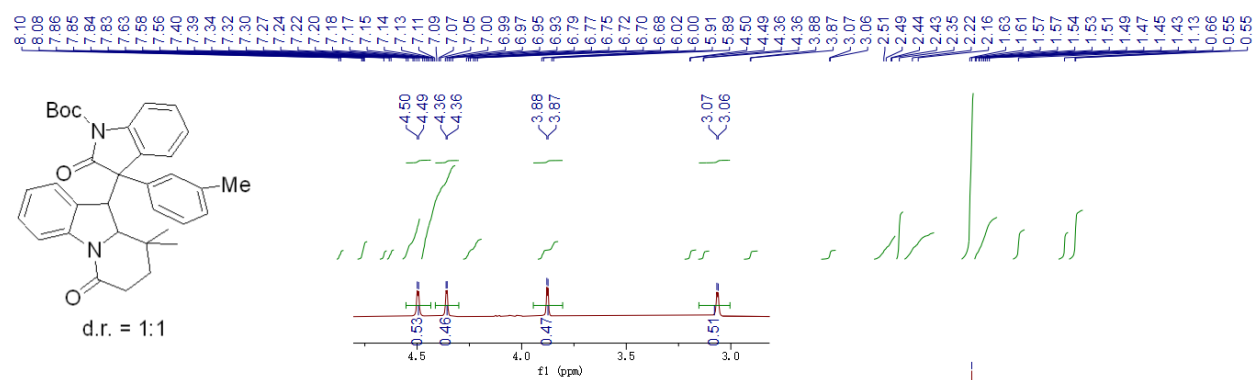 8.10 8.08 7.86 7.85 7.84 7.83 7.63 7.58 7.56 7.40 7.39 7.34 7.32 7.30 7.27 7.24 7.22 7.20 7.18 7.17 7.15 7.14 7.13 7.11 7.09 7.07 7.05 7.00 6.99 6.97 6.95 6.93 6.79 6.77 6.75 6.72 6.70 6.68 6.02 6.00 5.91 5.89 4.50 4.49 4.36 4.36 3.88 3.87 3.07 3.06 2.51 2.49 2.44 2.43 2.35 2.22 2.16 1.63 1.61 1.57 1.57 1.54 1.53 1.51 1.49 1.47 1.45 1.43 1.13 0.66 0.55 0.55
4.50 4.49 4.36 4.36 3.88 3.87 3.07 3.06
Boc
N
O
Me
N
O
d.r. = 1:1
0.53 0.46 0.47 0.51
4.5 4.0 3.5 3.0
f1 (ppm)